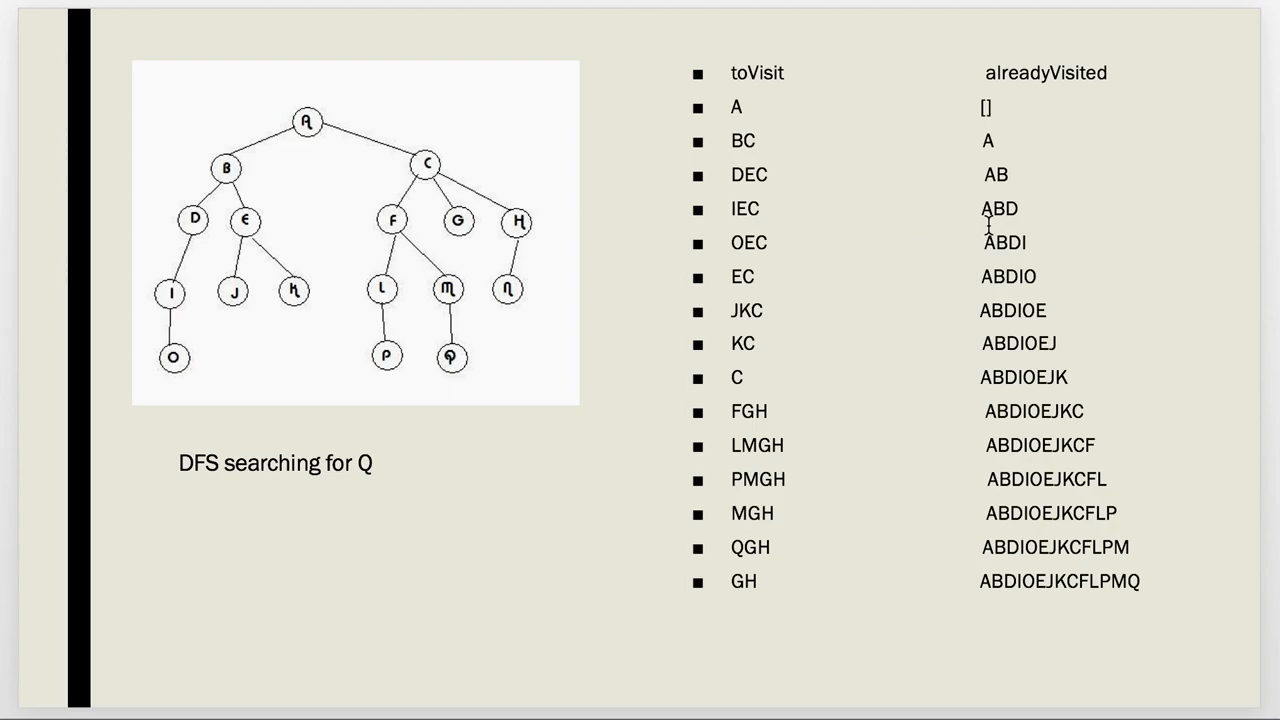 A
B C
D E F G H
I J K L M N
O P Q
DFS searching for Q
toVisit alreadyVisited
A []
BC A
DEC AB
IEC ABD
OEC ABDI
EC ABDIO
JKC ABDIOE
KC ABDIOEJ
C ABDIOEJK
FGH ABDIOEJKC
LMGH ABDIOEJKCF
PMGH ABDIOEJKCFL
MGH ABDIOEJKCFLP
QGH ABDIOEJKCFLPM
GH ABDIOEJKCFLPMQ